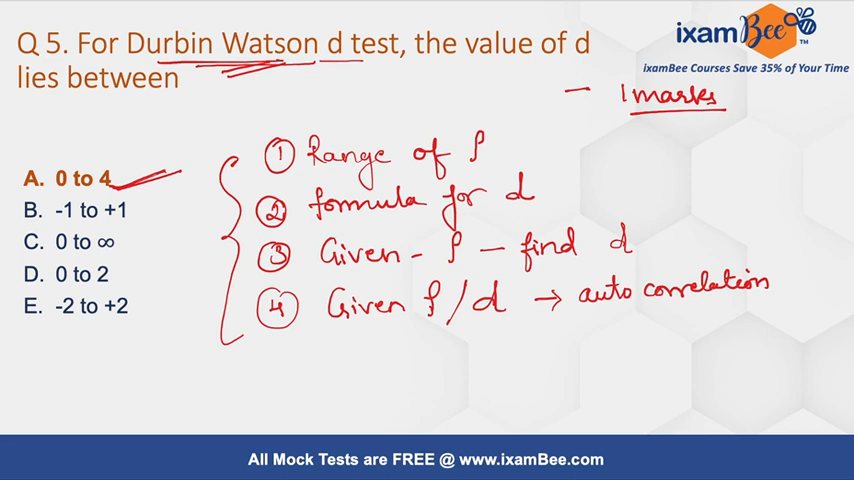 Q 5. For Durbin Watson d test, the value of d
lies between
ixamBee™
ixamBee Courses Save 35% of Your Time
– 1 marks
A. 0 to 4
B. -1 to +1
C. 0 to ∞
D. 0 to 2
E. -2 to +2
① Range of ρ
② formula for d
③ Given - ρ – find d
④ Given ρ/d → auto correlation
All Mock Tests are FREE @ www.ixamBee.com